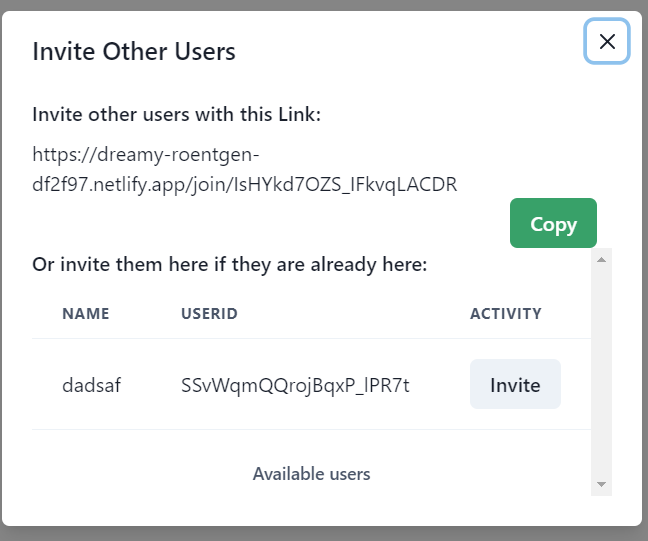 Invite Other Users
Invite other users with this Link:
https://dreamy-roentgen-
df2f97.netlify.app/join/IsHYkd7OZS_IFkvqLACDR
Copy
Or invite them here if they are already here:
NAME USERID ACTIVITY
dadsaf SSvWqmQQrojBqxP_lPR7t Invite
Available users